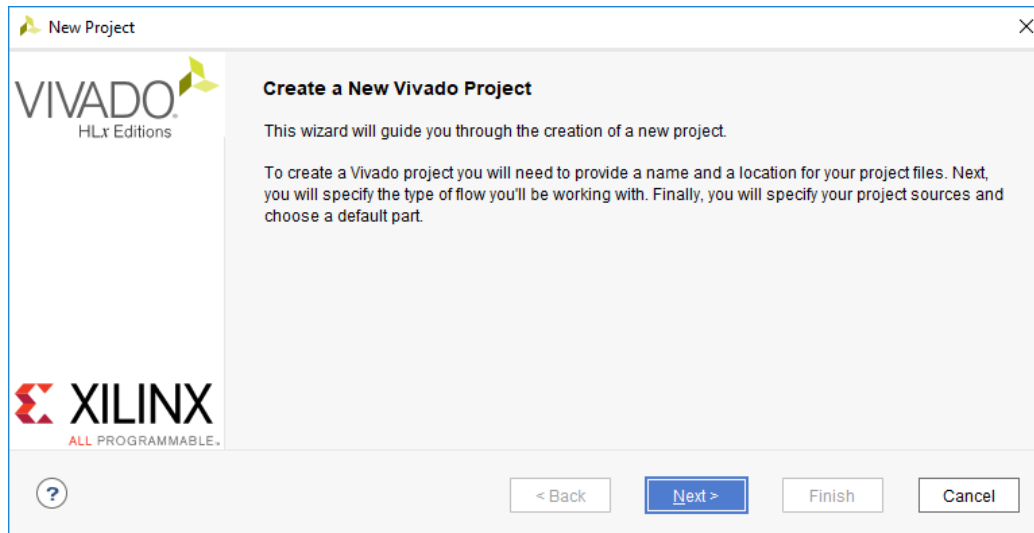 New Project
VIVADO.
HLx Editions
Create a New Vivado Project
This wizard will guide you through the creation of a new project.
To create a Vivado project you will need to provide a name and a location for your project files. Next,
you will specify the type of flow you'll be working with. Finally, you will specify your project sources and
choose a default part.
XILINX
ALL PROGRAMMABLE™
?
< Back
Next >
Finish
Cancel